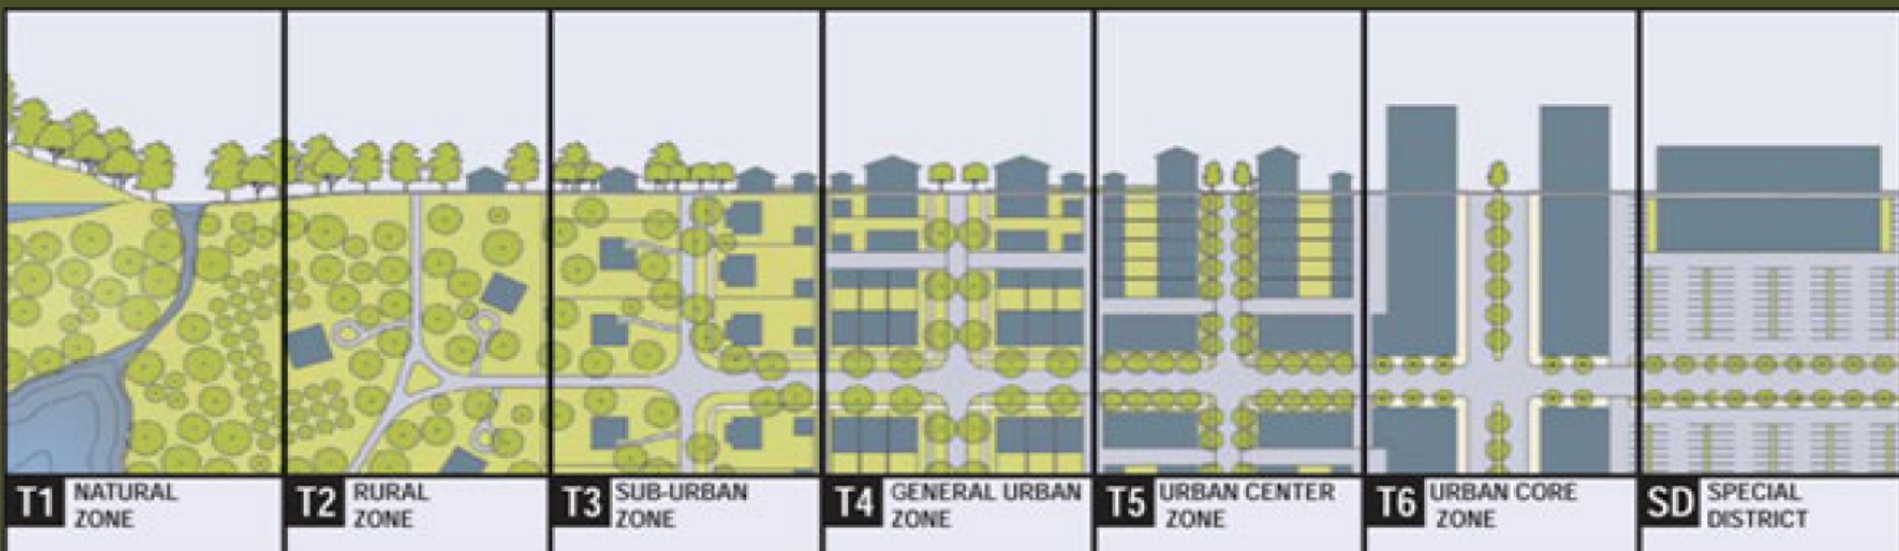 T1 NATURAL
ZONE
T2 RURAL
ZONE
T3 SUB-URBAN
ZONE
T4 GENERAL URBAN
ZONE
T5 URBAN CENTER
ZONE
T6 URBAN CORE
ZONE
SD SPECIAL
DISTRICT